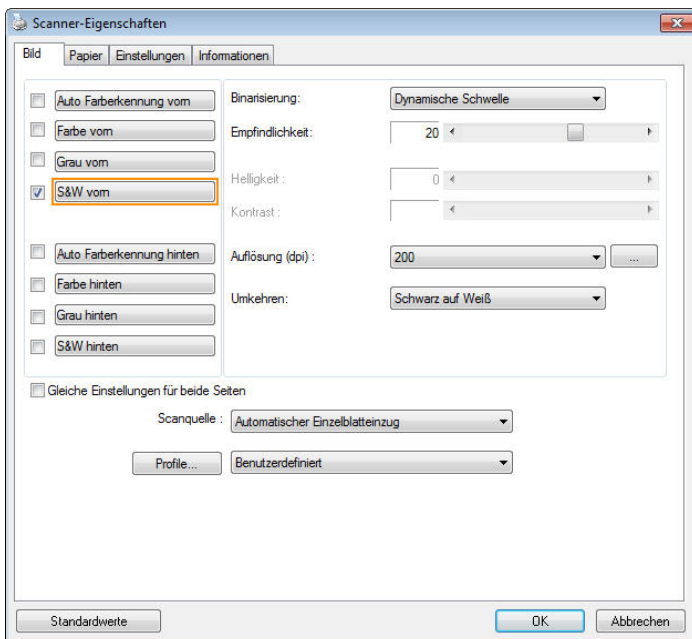 Scanner-Eigenschaften
Bild Papier Einstellungen Informationen
Auto Farberkennung vorn
Farbe vorn
Grau vorn
S&W vorn
Auto Farberkennung hinten
Farbe hinten
Grau hinten
S&W hinten
Binarisierung: Dynamische Schwelle
Empfindlichkeit: 20
Helligkeit : 0
Kontrast :
Auflösung (dpi) : 200 ...
Umkehren: Schwarz auf Weiß
Gleiche Einstellungen für beide Seiten
Scanquelle : Automatischer Einzelblatteinzug
Profile... Benutzerdefiniert
Standardwerte OK Abbrechen